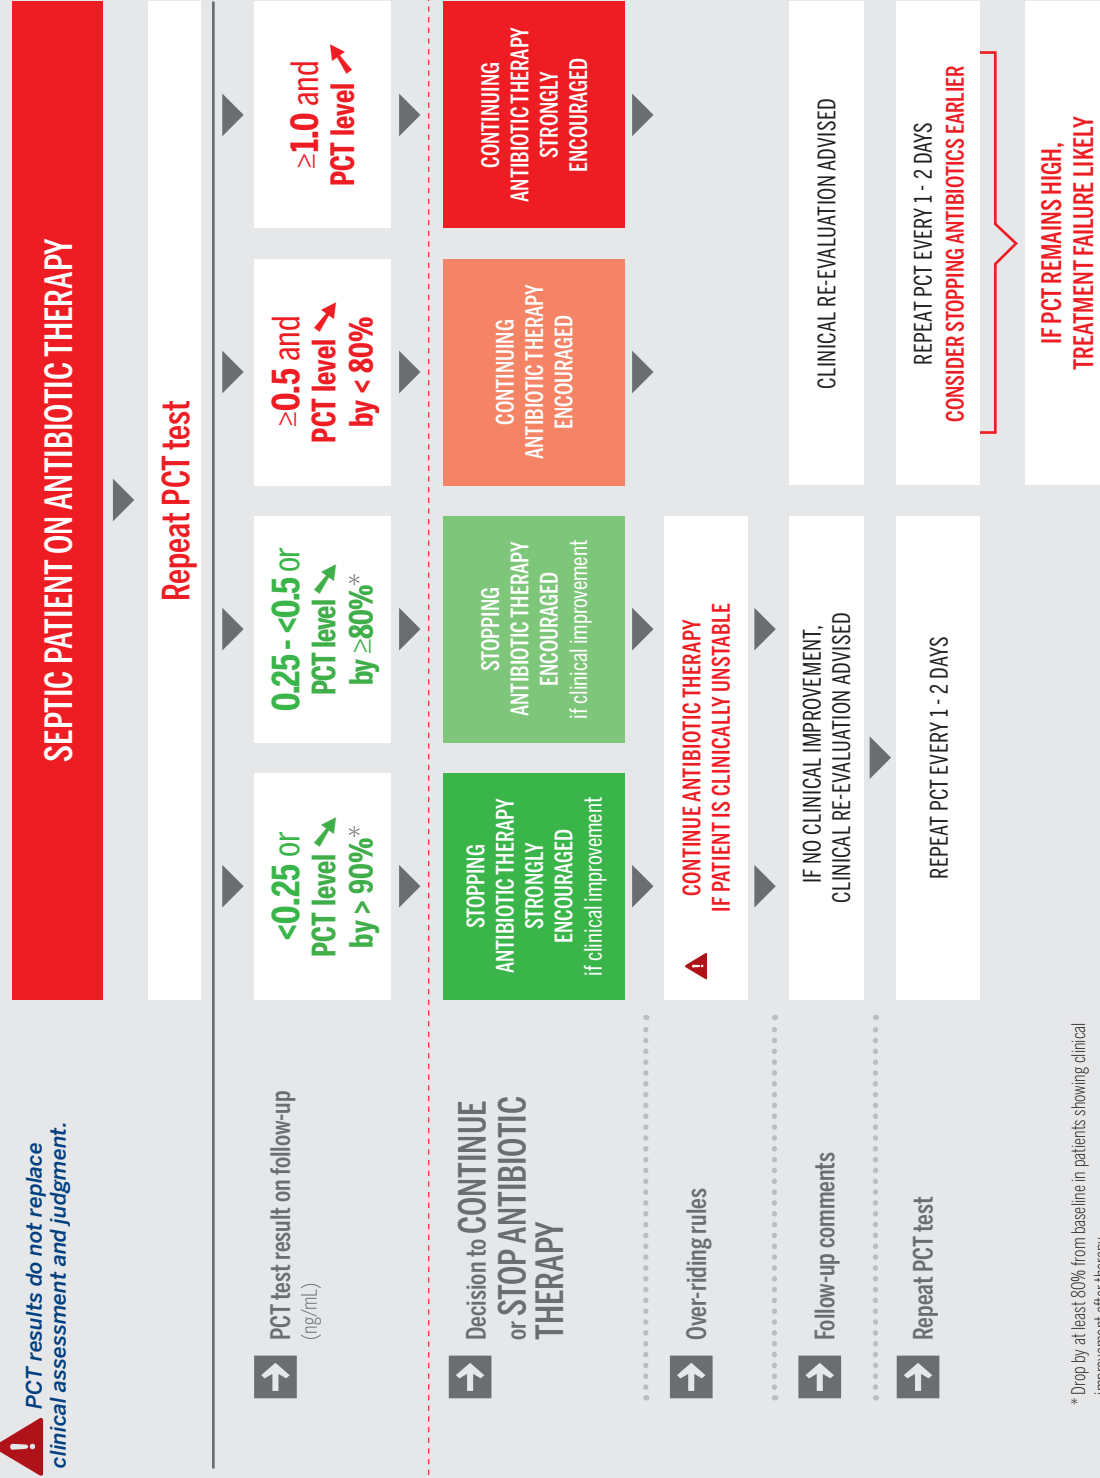 PCT results do not replace
clinical assessment and judgment.
SEPTIC PATIENT ON ANTIBIOTIC THERAPY
Repeat PCT test
PCT test result on follow-up
(ng/mL)
<0.25 or
PCT level
by > 90%*
0.25 - <0.5 or
PCT level
by ≥80%*
≥0.5 and
PCT level
by < 80%
≥1.0 and
PCT level
Decision to CONTINUE
or STOP ANTIBIOTIC
THERAPY
STOPPING
ANTIBIOTIC THERAPY
STRONGLY
ENCOURAGED
if clinical improvement
STOPPING
ANTIBIOTIC THERAPY
ENCOURAGED
if clinical improvement
CONTINUING
ANTIBIOTIC THERAPY
ENCOURAGED
CONTINUING
ANTIBIOTIC THERAPY
STRONGLY
ENCOURAGED
Over-riding rules
CONTINUE ANTIBIOTIC THERAPY
IF PATIENT IS CLINICALLY UNSTABLE
Follow-up comments
IF NO CLINICAL IMPROVEMENT,
CLINICAL RE-EVALUATION ADVISED
CLINICAL RE-EVALUATION ADVISED
Repeat PCT test
REPEAT PCT EVERY 1 - 2 DAYS
REPEAT PCT EVERY 1 - 2 DAYS
CONSIDER STOPPING ANTIBIOTICS EARLIER
IF PCT REMAINS HIGH,
TREATMENT FAILURE LIKELY
* Drop by at least 80% from baseline in patients showing clinical
improvement after therapy